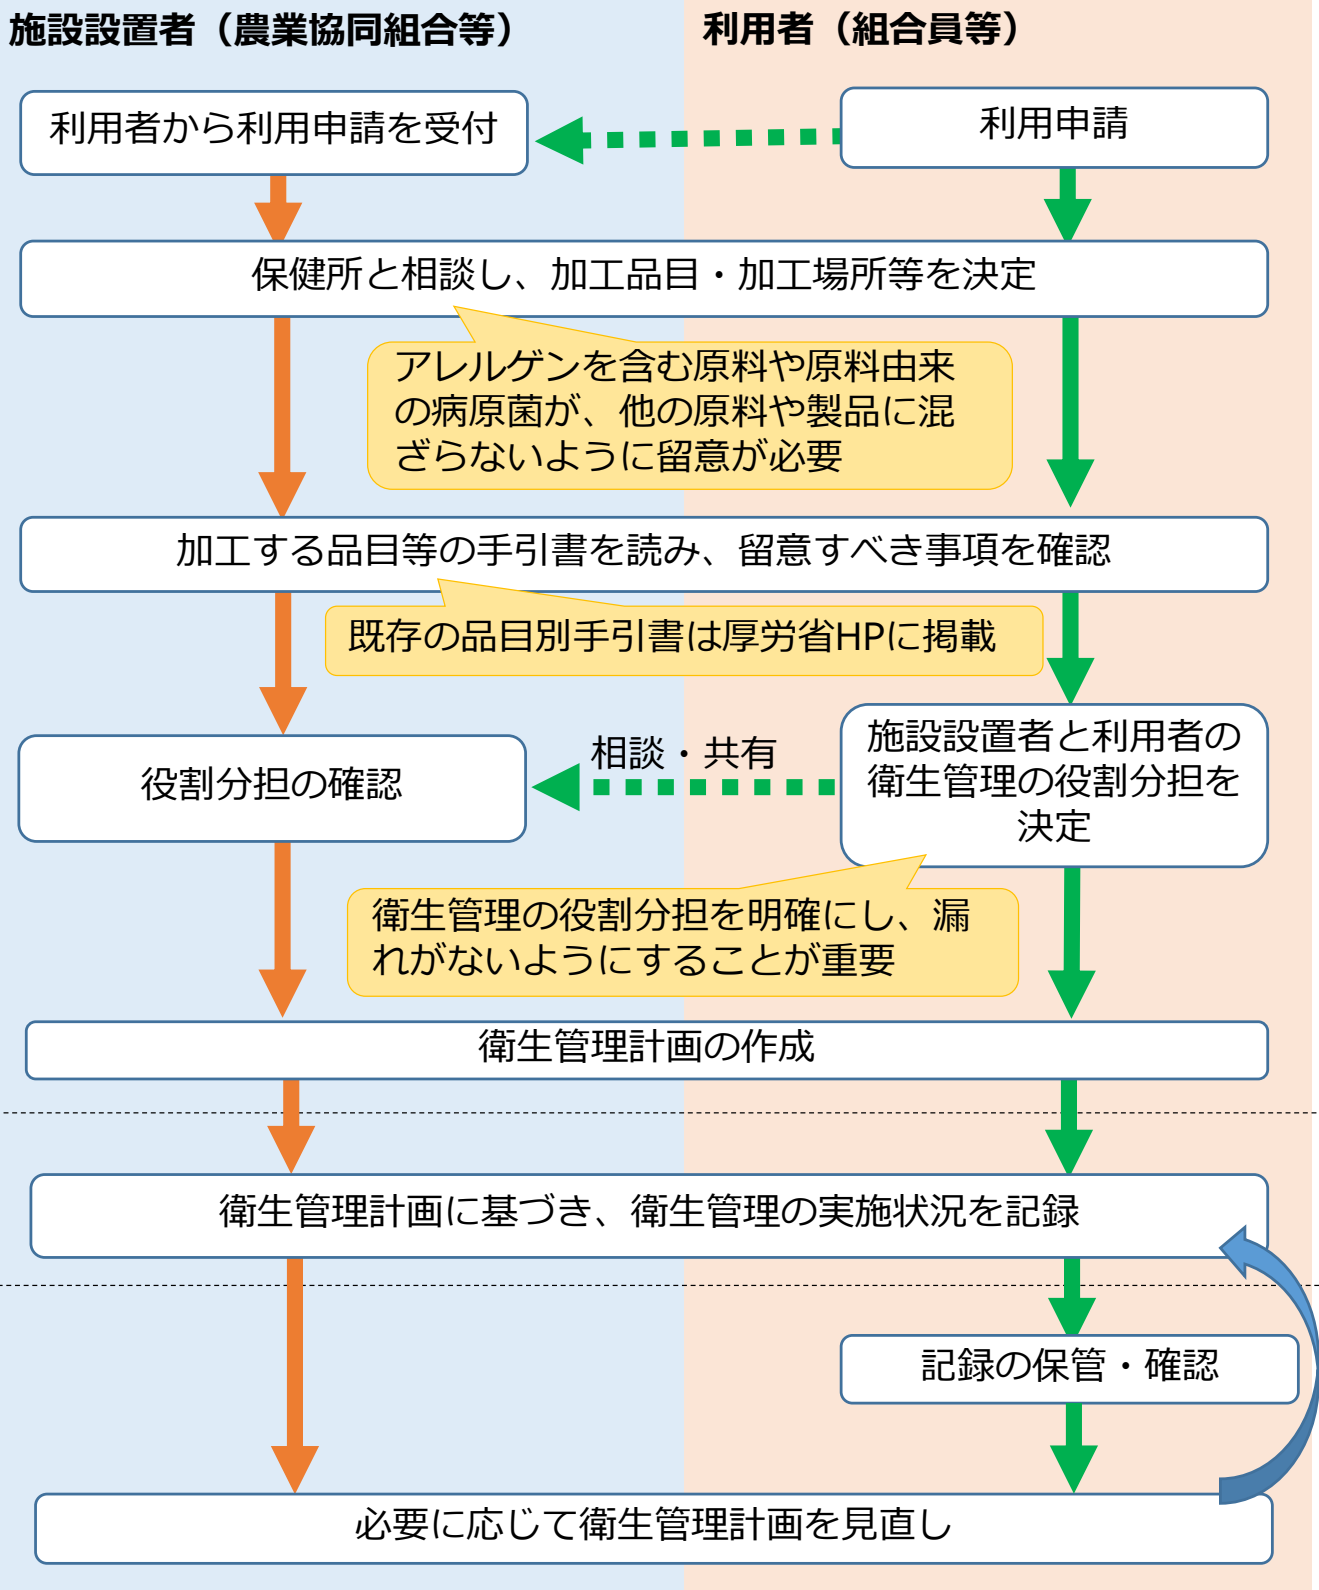 施設設置者（農業協同組合等）
利用者（組合員等）
利用者から利用申請を受付
利用申請
保健所と相談し、加工品目・加工場所等を決定
アレルゲンを含む原料や原料由来
の病原菌が、他の原料や製品に混
ざらないように留意が必要
加工する品目等の手引書を読み、留意すべき事項を確認
既存の品目別手引書は厚労省HPに掲載
役割分担の確認
相談・共有
施設設置者と利用者の
衛生管理の役割分担を
決定
衛生管理の役割分担を明確にし、漏
れがないようにすることが重要
衛生管理計画の作成
衛生管理計画に基づき、衛生管理の実施状況を記録
記録の保管・確認
必要に応じて衛生管理計画を見直し